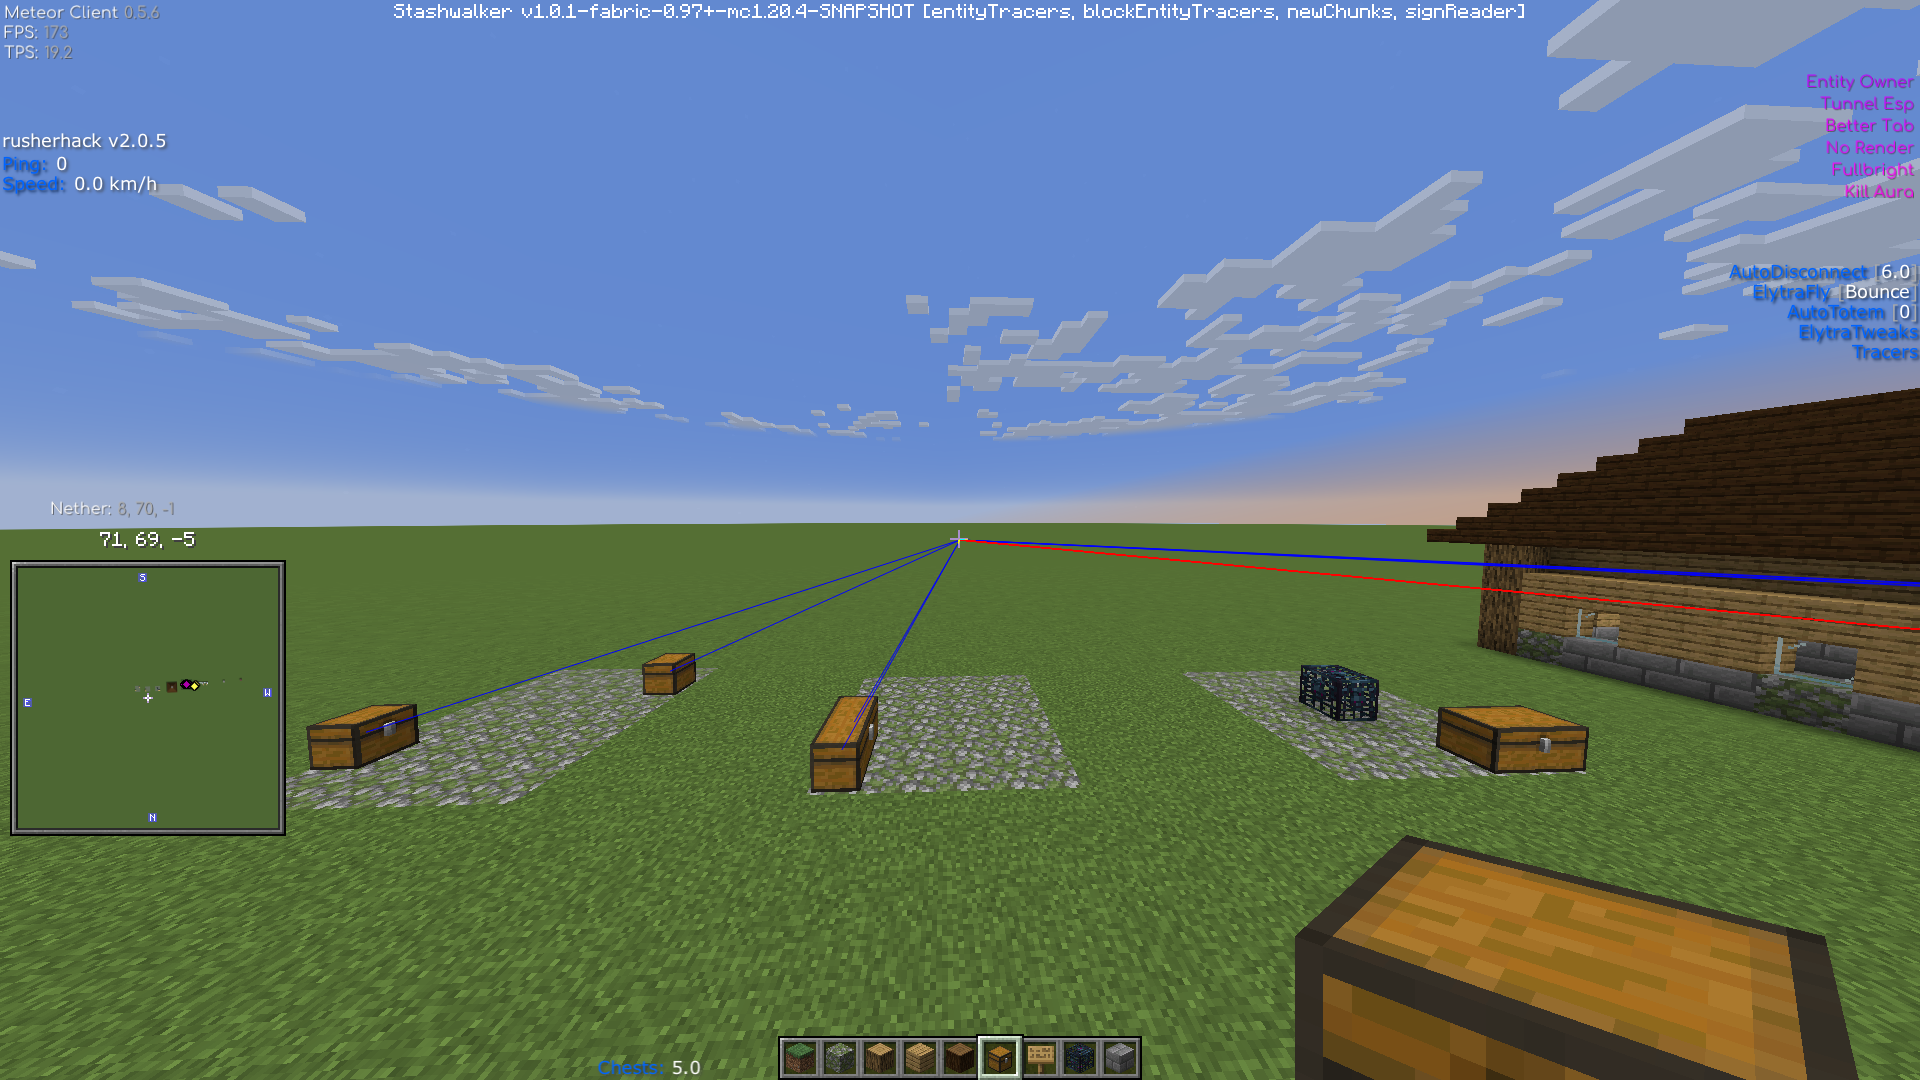 Meteor Client 0.5.6
Stashwalker v1.0.1-fabric-0.97+-mc1.20.4-SNAPSHOT [entityTracers, blockEntityTracers, newChunks, signReader]
FPS: 173
TPS: 19.2
Entity Owner
Tunnel Esp
Better Tab
No Render
Fullbright
Kill Aura
rusherhack v2.0.5
Ping: 0
Speed: 0.0 km/h
AutoDisconnect [6.0]
ElytraFly [Bounce]
AutoTotem [0]
ElytraTweaks
Tracers
Nether: 8, 70, -1
71, 69, -5
S
E
W
N
Chests: 5.0